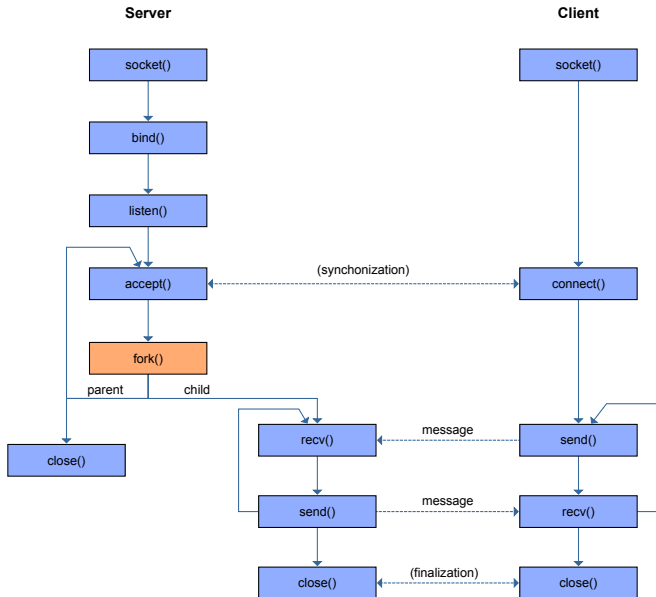 Server
Client
socket()
socket()
bind()
listen()
(synchonization)
accept()
connect()
fork()
parent
child
message
recv()
send()
close()
message
send()
recv()
(finalization)
close()
close()